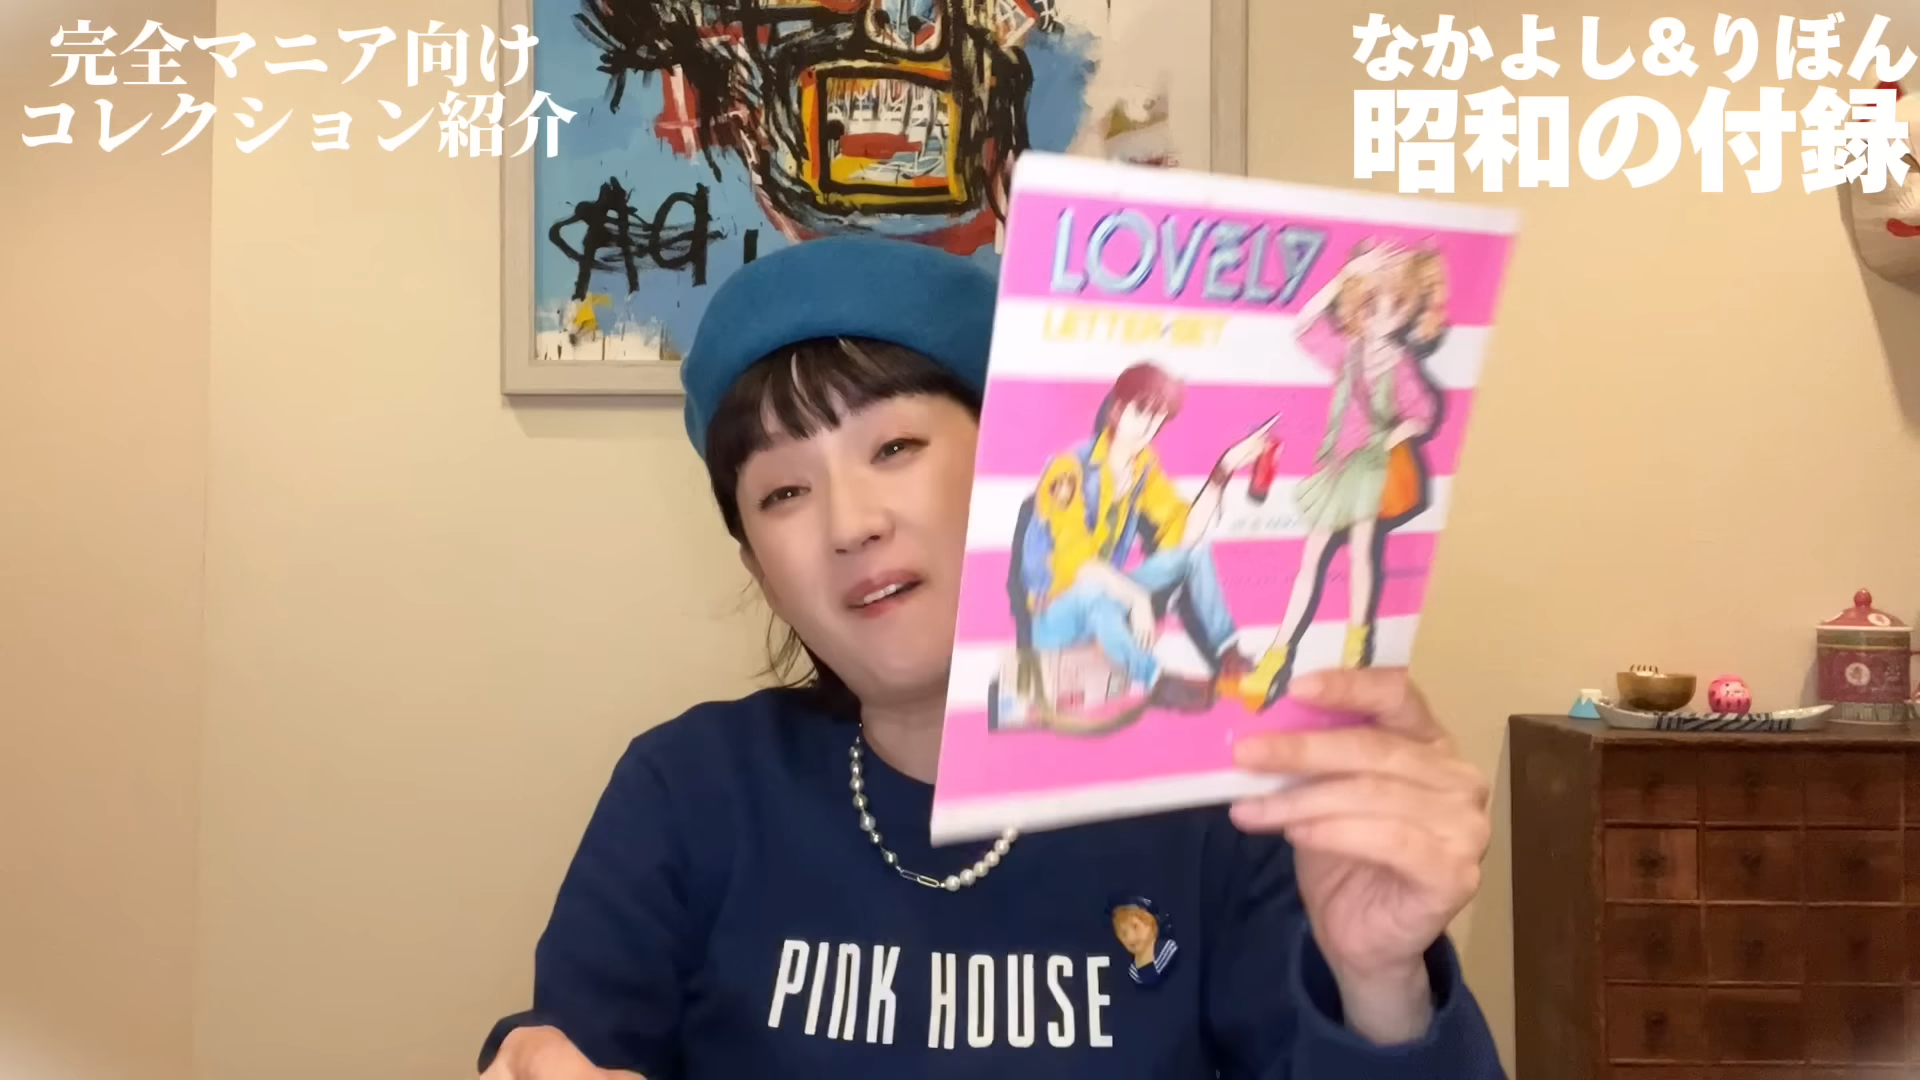 完全マニア向け
コレクション紹介
なかよし&りぼん
昭和の付録
LOVELY
LETTER SET
PINK HOUSE